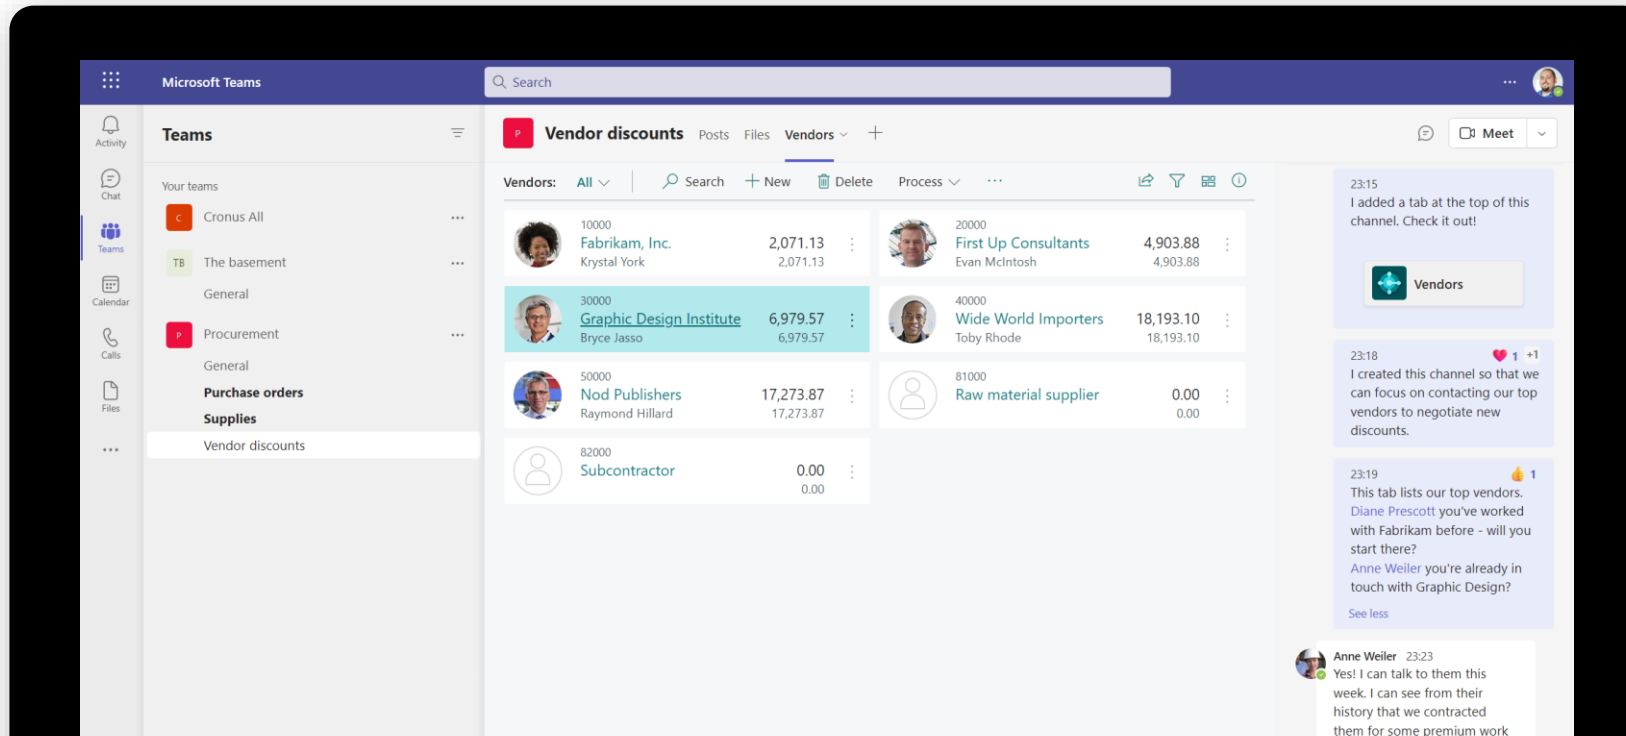 Microsoft Teams
Search
Activity
Chat
Teams
Calendar
Calls
Files
Teams
Your teams
C
Cronus All
TB
The basement
General
P
Procurement
General
Purchase orders
Supplies
Vendor discounts
P
Vendor discounts
Posts
Files
Vendors
Meet
Vendors:
All
Search
New
Delete
Process
10000
Fabrikam, Inc.
2,071.13
Krystal York
2,071.13
20000
First Up Consultants
4,903.88
Evan McIntosh
4,903.88
30000
Graphic Design Institute
6,979.57
Bryce Jasso
6,979.57
40000
Wide World Importers
18,193.10
Toby Rhode
18,193.10
50000
Nod Publishers
17,273.87
Raymond Hillard
17,273.87
81000
Raw material supplier
0.00
0.00
82000
Subcontractor
0.00
0.00
23:15
I added a tab at the top of this
channel. Check it out!
Vendors
23:18
1 +1
I created this channel so that we
can focus on contacting our top
vendors to negotiate new
discounts.
23:19
1
This tab lists our top vendors.
Diane Prescott you've worked
with Fabrikam before - will you
start there?
Anne Weiler you're already in
touch with Graphic Design?
See less
Anne Weiler 23:23
Yes! I can talk to them this
week. I can see from their
history that we contracted
them for some premium work